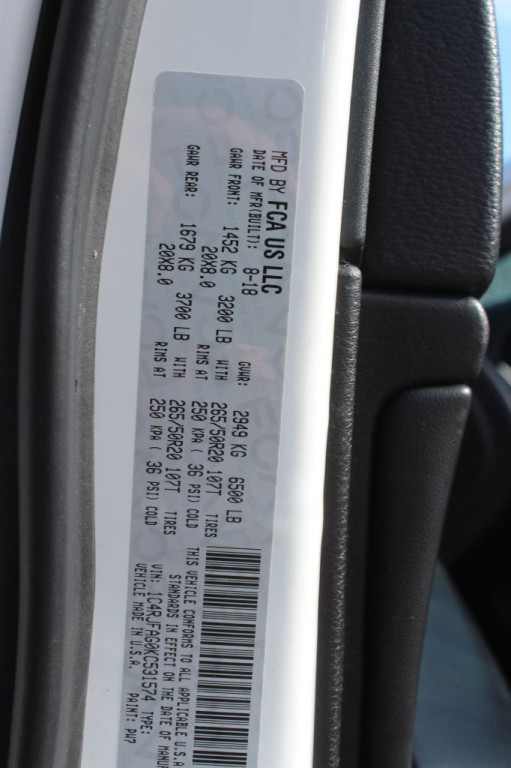 MFD BY FCA US LLC
DATE OF MFR(BUILT): 8-18 GVWR: 2949 KG 6500 LB
GAWR FRONT: 1452 KG 3200 LB WITH 265/50R20 107T TIRES
20X8.0 RIMS AT 250 KPA ( 36 PSI) COLD
GAWR REAR: 1679 KG 3700 LB WITH 265/50R20 107T TIRES
20X8.0 RIMS AT 250 KPA ( 36 PSI) COLD
THIS VEHICLE CONFORMS TO ALL APPLICABLE U.S.A.
STANDARDS IN EFFECT ON THE DATE OF
VIN: 1C4RJFAG0KC531574 TYPE:
VEHICLE MADE IN U.S.A. PAINT: PW7